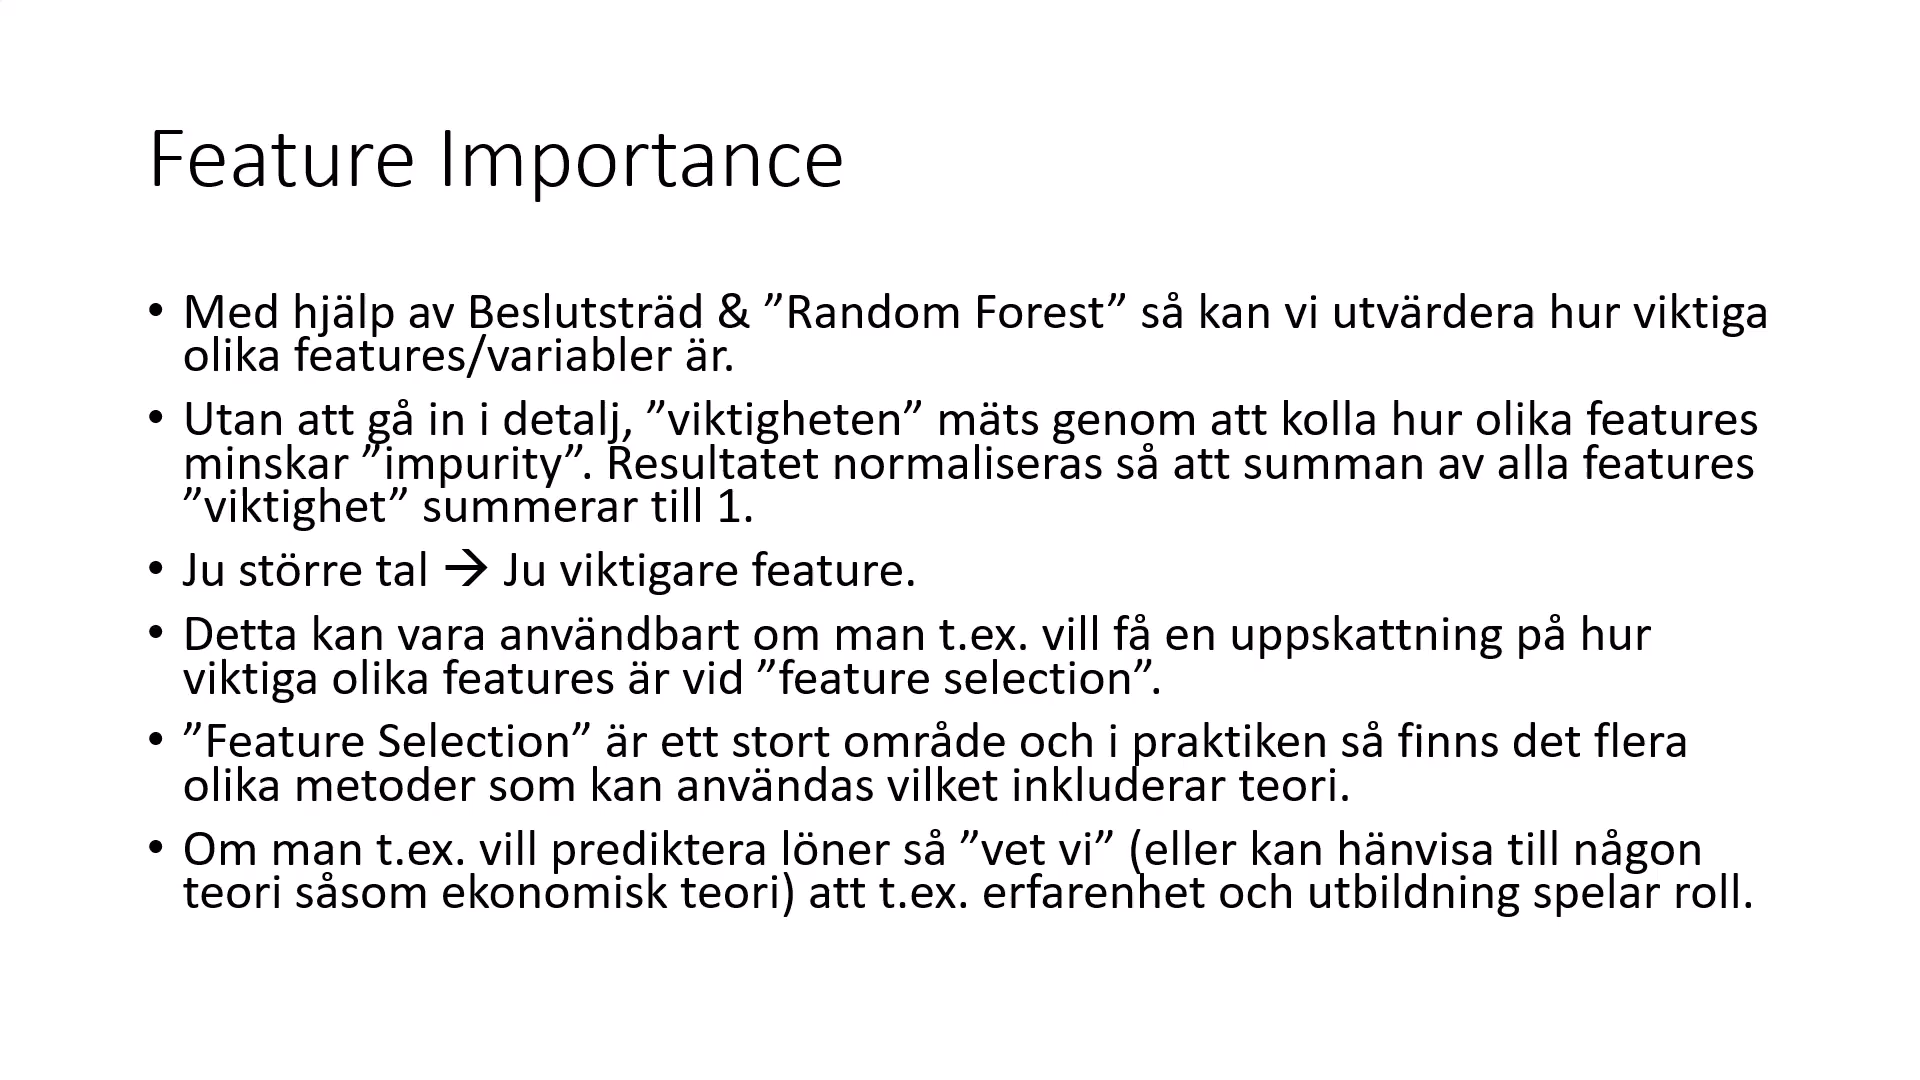 Feature Importance
• Med hjälp av Beslutsträd & ”Random Forest” så kan vi utvärdera hur viktiga
olika features/variabler är.
• Utan att gå in i detalj, ”viktigheten” mäts genom att kolla hur olika features
minskar ”impurity”. Resultatet normaliseras så att summan av alla features
”viktighet” summerar till 1.
• Ju större tal → Ju viktigare feature.
• Detta kan vara användbart om man t.ex. vill få en uppskattning på hur
viktiga olika features är vid ”feature selection”.
• ”Feature Selection” är ett stort område och i praktiken så finns det flera
olika metoder som kan användas vilket inkluderar teori.
• Om man t.ex. vill prediktera löner så ”vet vi” (eller kan hänvisa till någon
teori såsom ekonomisk teori) att t.ex. erfarenhet och utbildning spelar roll.